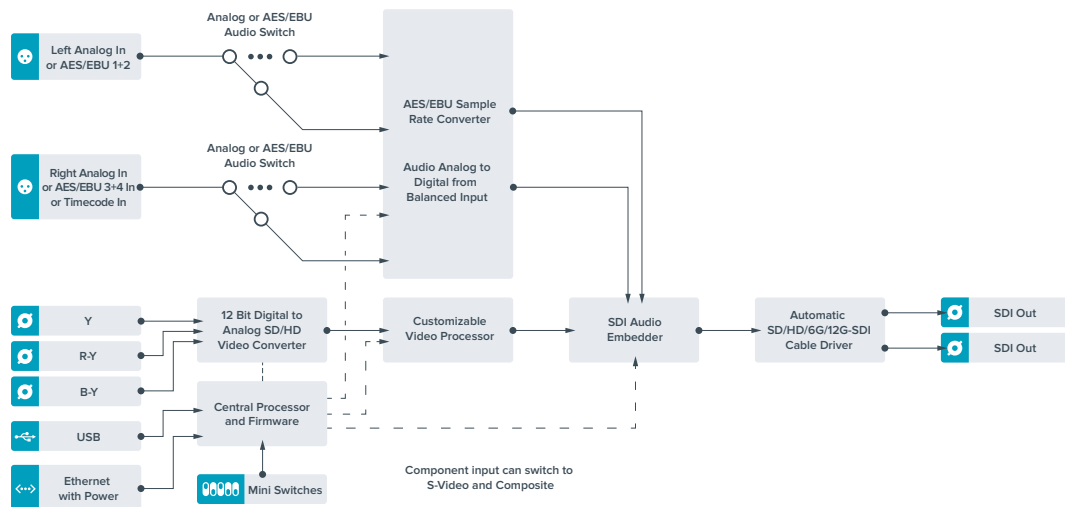 Analog or AES/EBU
Audio Switch
Left Analog In
or AES/EBU 1+2
AES/EBU Sample
Rate Converter
Analog or AES/EBU
Audio Switch
Right Analog In
or AES/EBU 3+4 In
or Timecode In
Audio Analog to
Digital from
Balanced Input
Y
R-Y
B-Y
12 Bit Digital to
Analog SD/HD
Video Converter
Customizable
Video Processor
SDI Audio
Embedder
Automatic
SD/HD/6G/12G-SDI
Cable Driver
SDI Out
SDI Out
USB
Central Processor
and Firmware
Ethernet
with Power
Mini Switches
Component input can switch to
S-Video and Composite